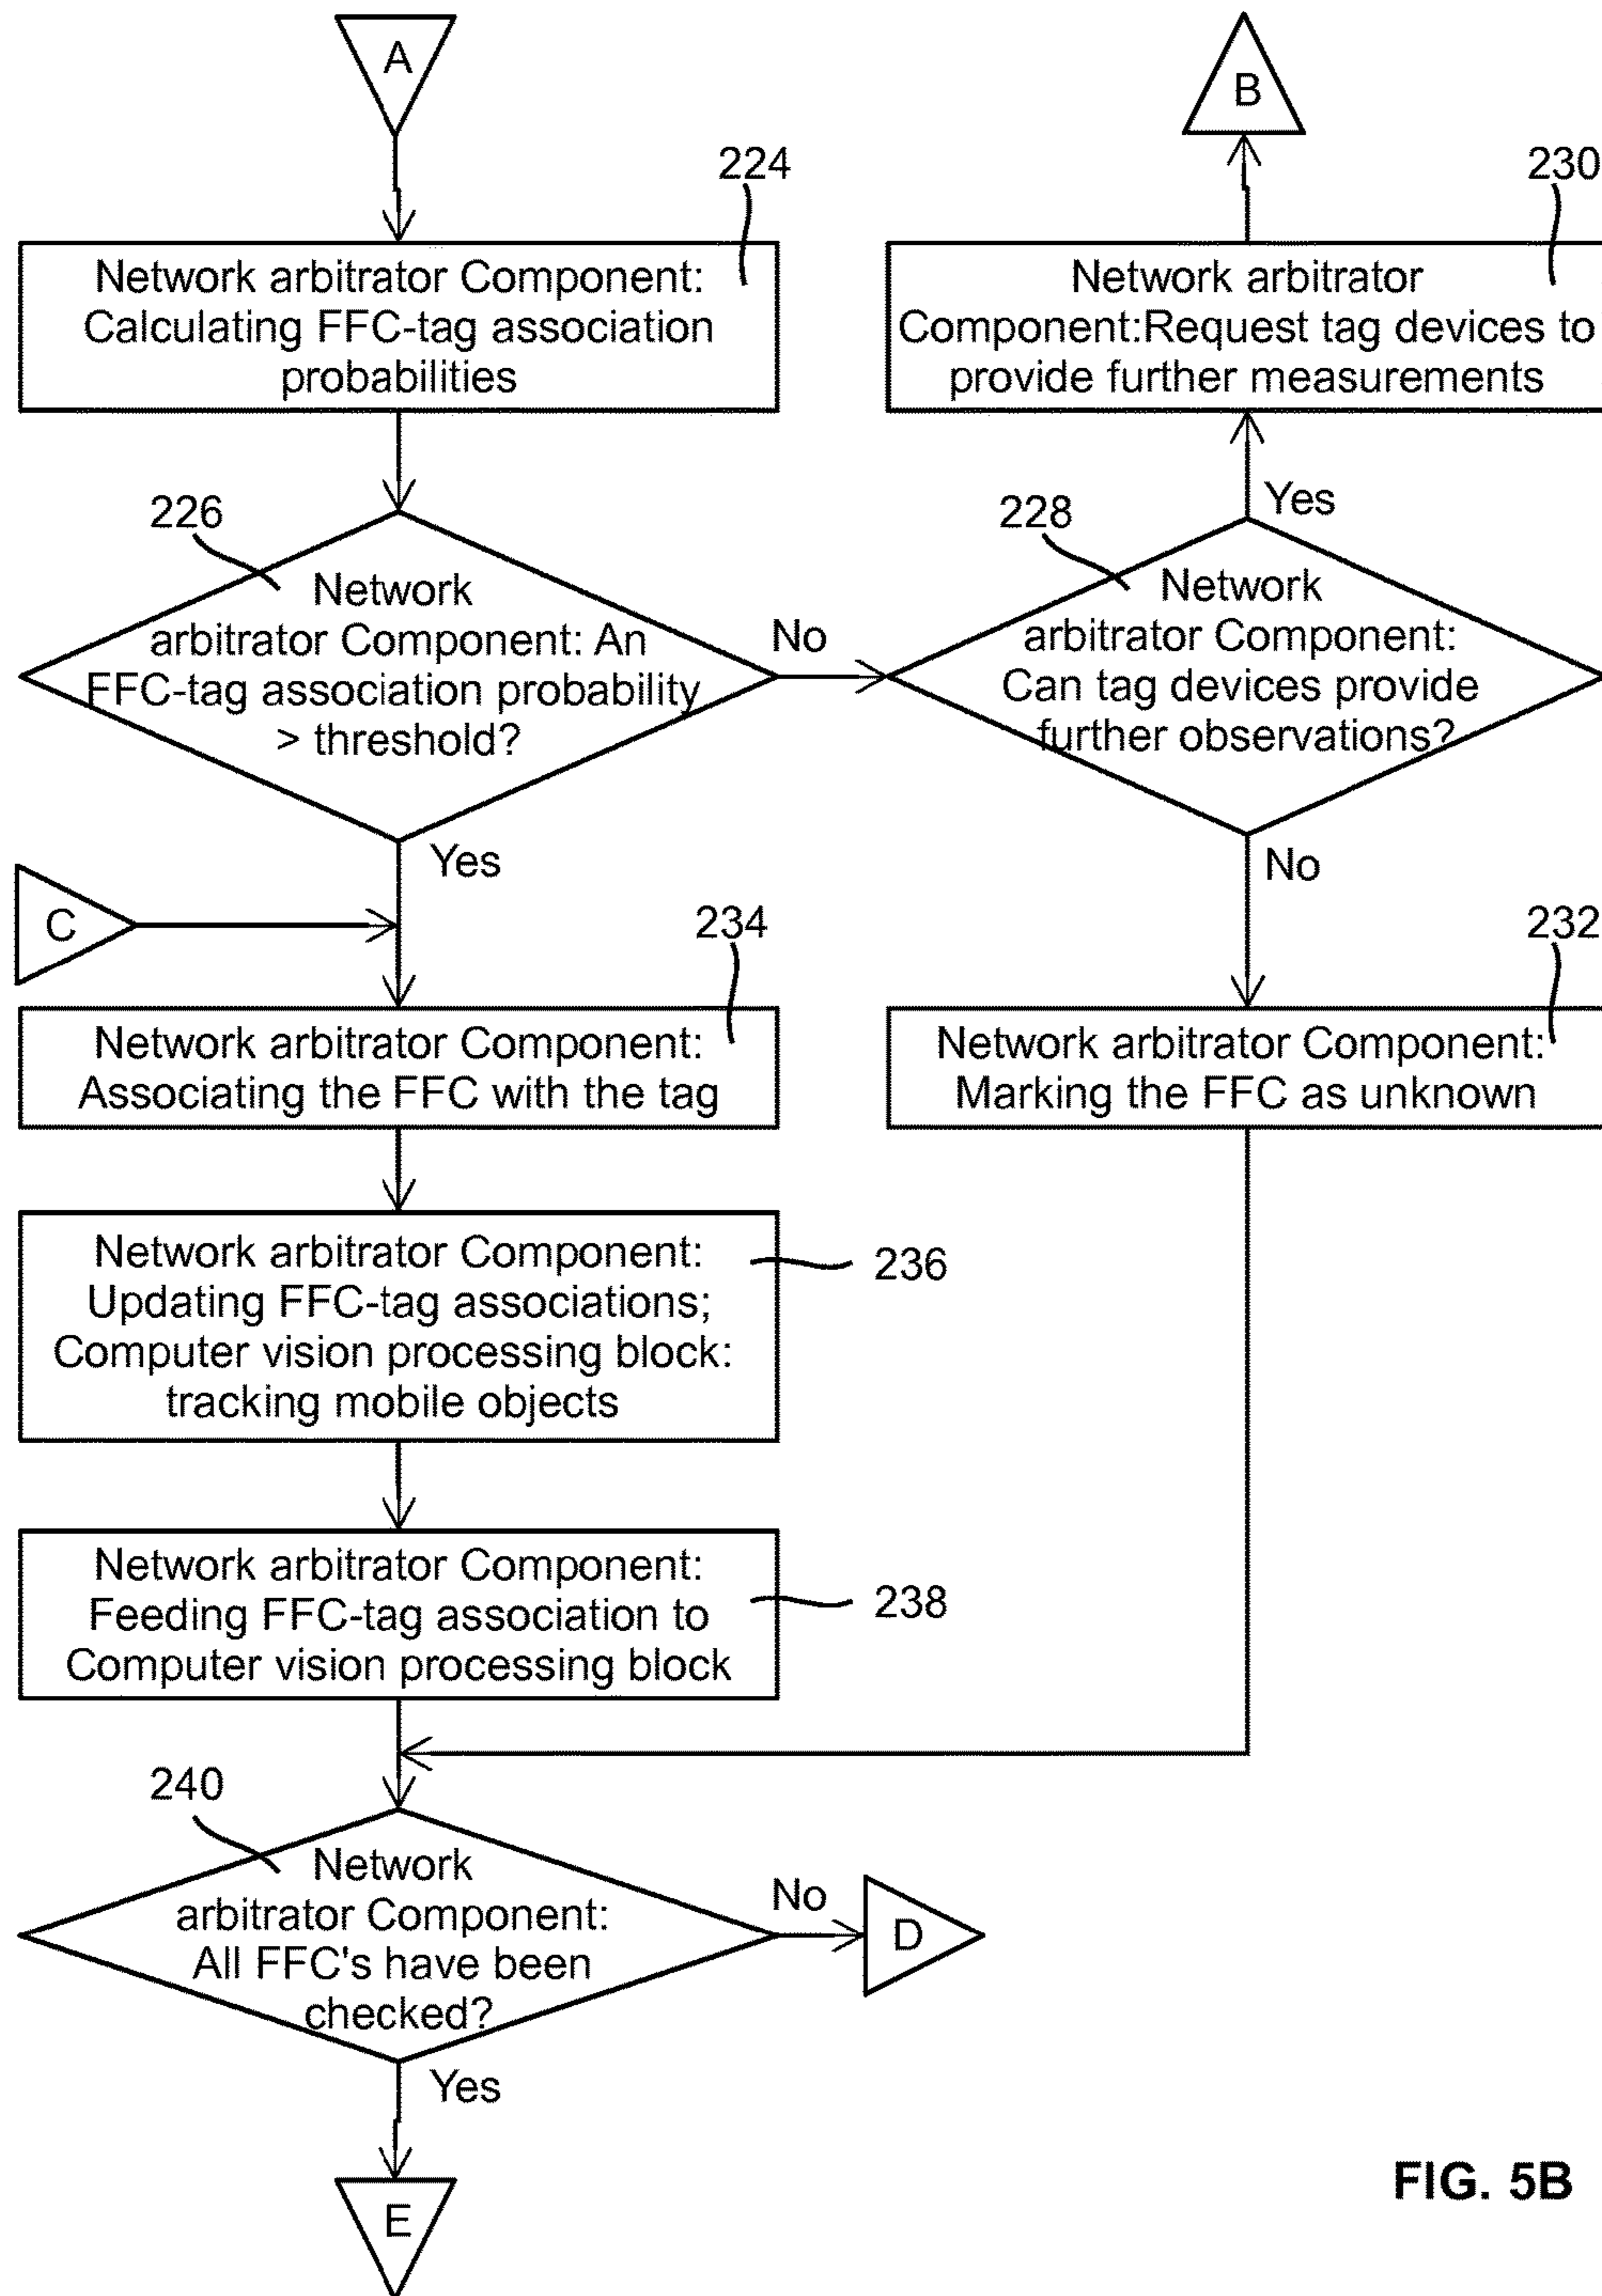 A
B
224
230
Network arbitrator Component:
Calculating FFC-tag association
probabilities
Network arbitrator
Component:Request tag devices to
provide further measurements
226
228
Yes
Network
arbitrator Component: An
FFC-tag association probability
> threshold?
No
Network
arbitrator Component:
Can tag devices provide
further observations?
Yes
No
C
234
232
Network arbitrator Component:
Associating the FFC with the tag
Network arbitrator Component:
Marking the FFC as unknown
Network arbitrator Component:
Updating FFC-tag associations;
Computer vision processing block:
tracking mobile objects
236
Network arbitrator Component:
Feeding FFC-tag association to
Computer vision processing block
238
240
Network
arbitrator Component:
All FFC's have been
checked?
No
D
Yes
E
FIG. 5B